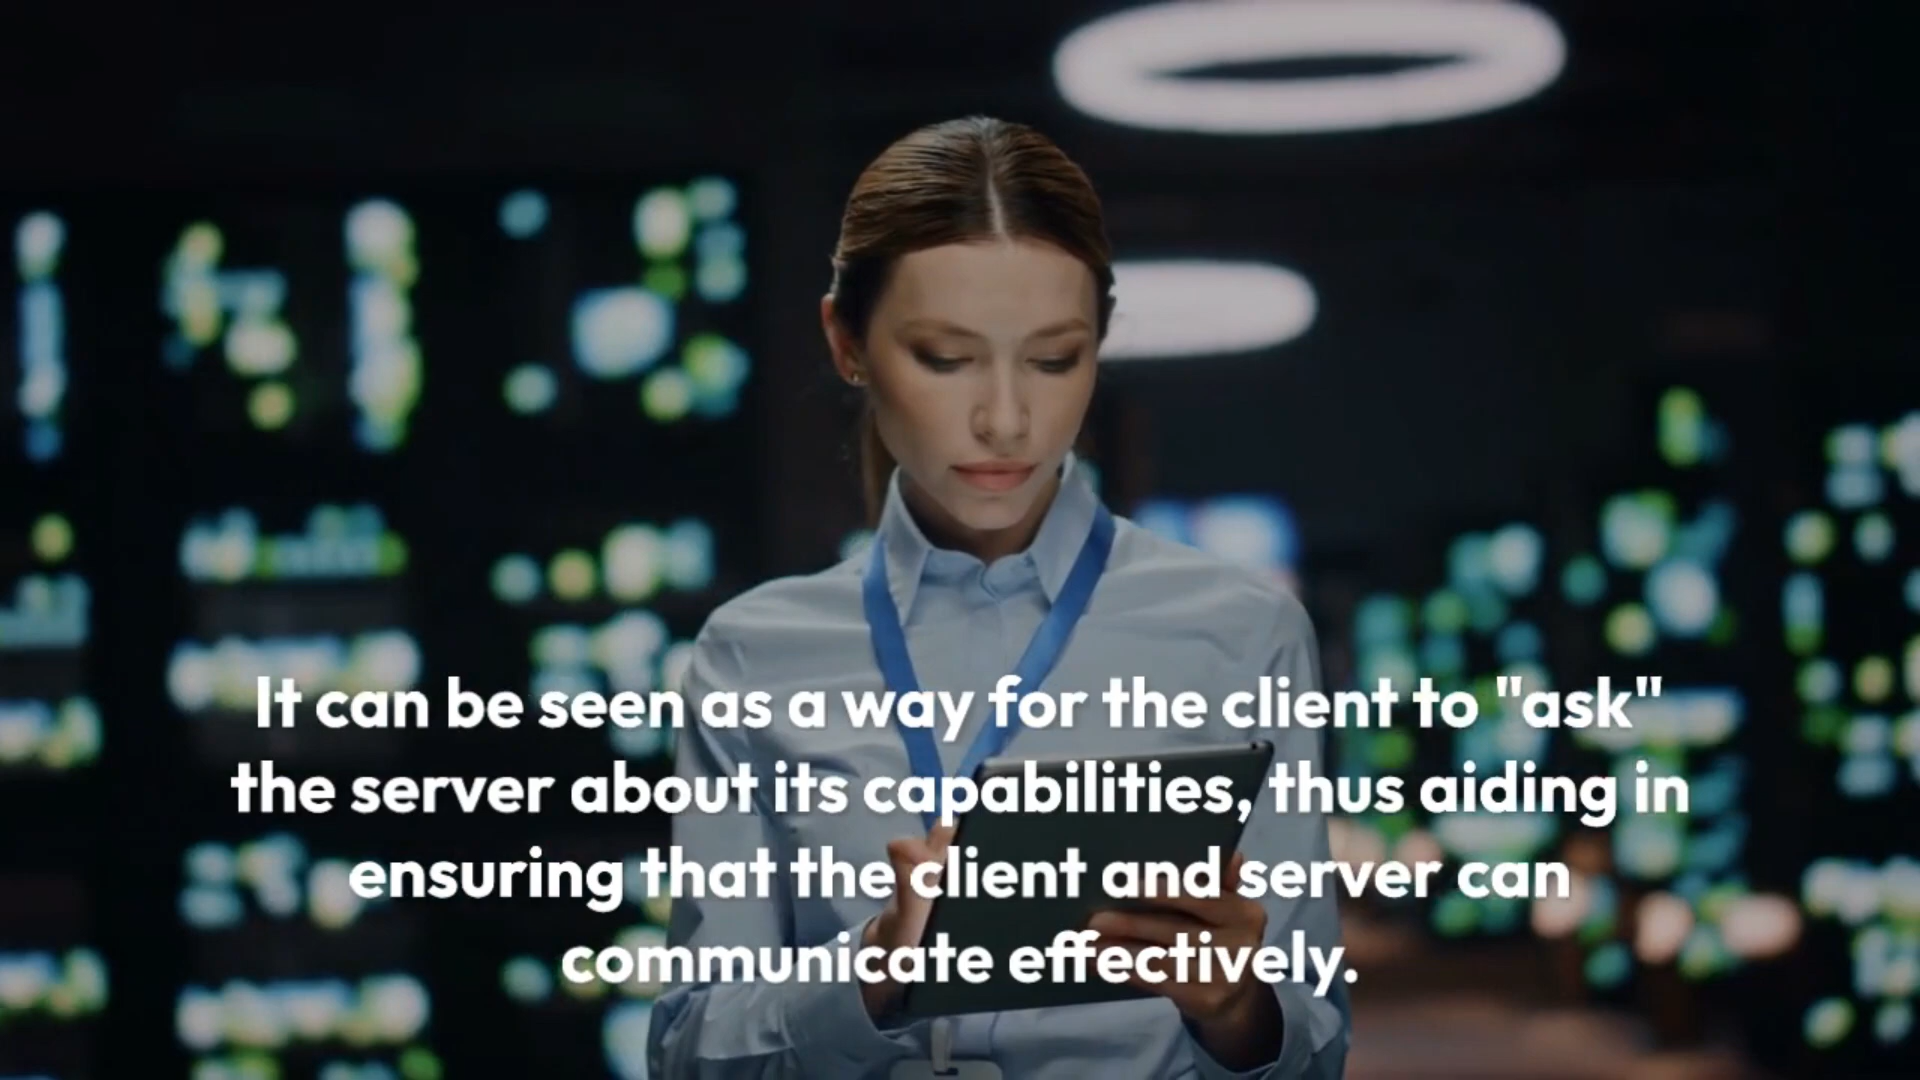 It can be seen as a way for the client to "ask"
the server about its capabilities, thus aiding in
ensuring that the client and server can
communicate effectively.